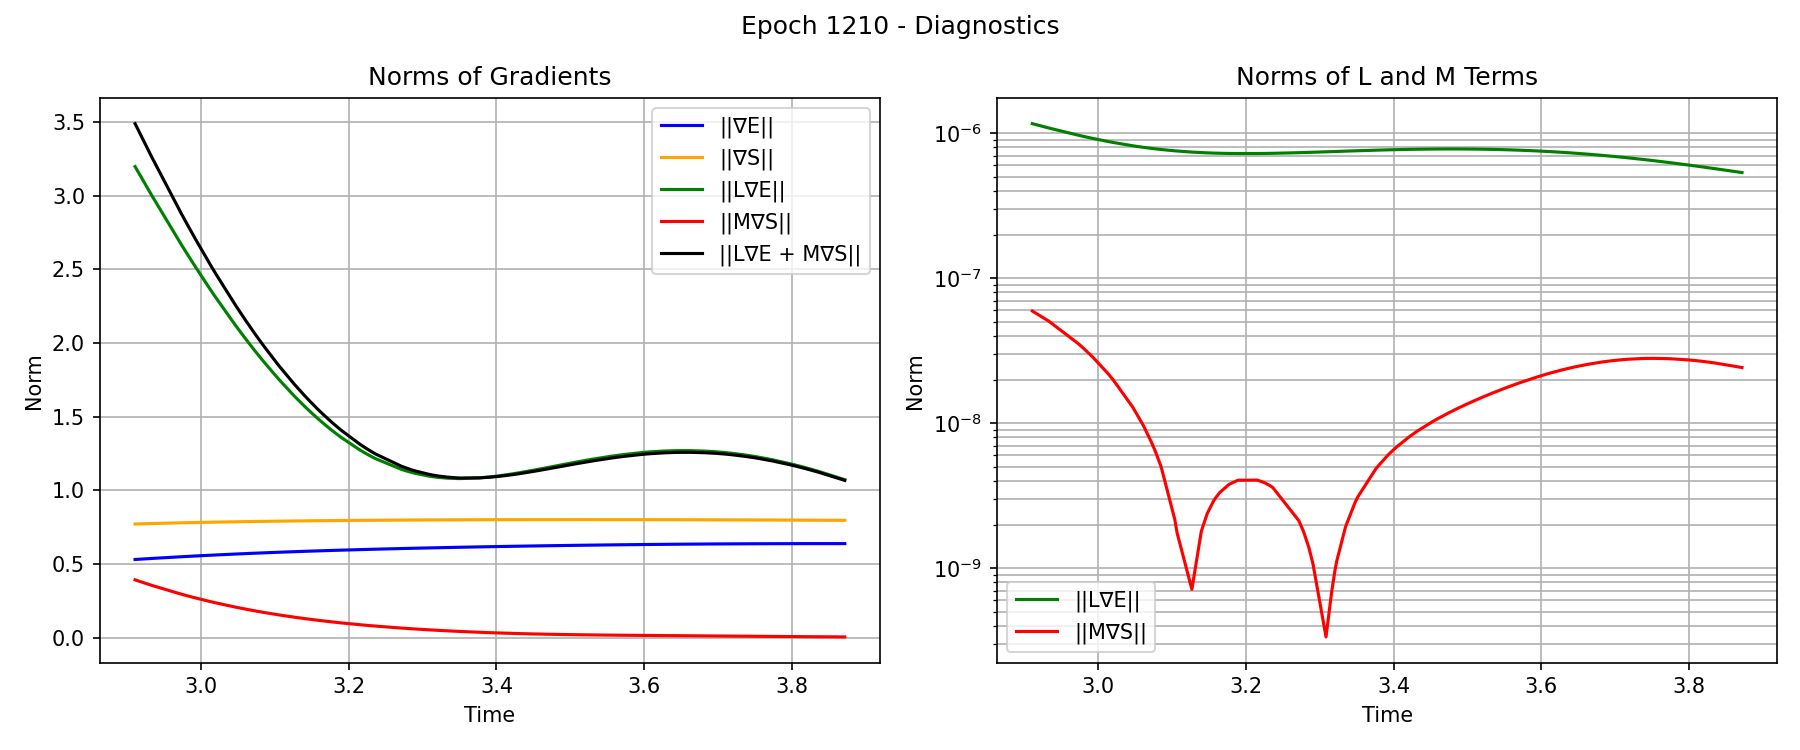 Epoch 1210 - Diagnostics
Norms of Gradients
Norm
3.5
3.0
2.5
2.0
1.5
1.0
0.5
0.0
||∇E||
||∇S||
||L∇E||
||M∇S||
||L∇E + M∇S||
3.0 3.2 3.4 3.6 3.8
Time
Norms of L and M Terms
Norm
10⁻⁶
10⁻⁷
10⁻⁸
10⁻⁹
||L∇E||
||M∇S||
3.0 3.2 3.4 3.6 3.8
Time